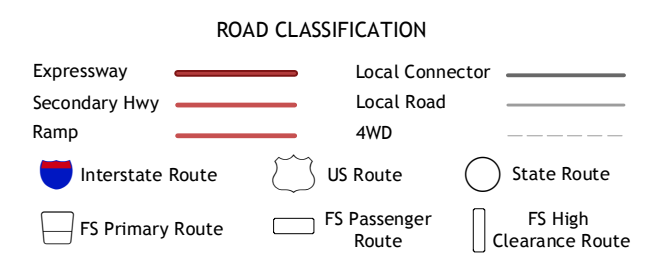 ROAD CLASSIFICATION
Expressway
Local Connector
Secondary Hwy
Local Road
Ramp
4WD
Interstate Route
US Route
State Route
FS Primary Route
FS Passenger
Route
FS High
Clearance Route